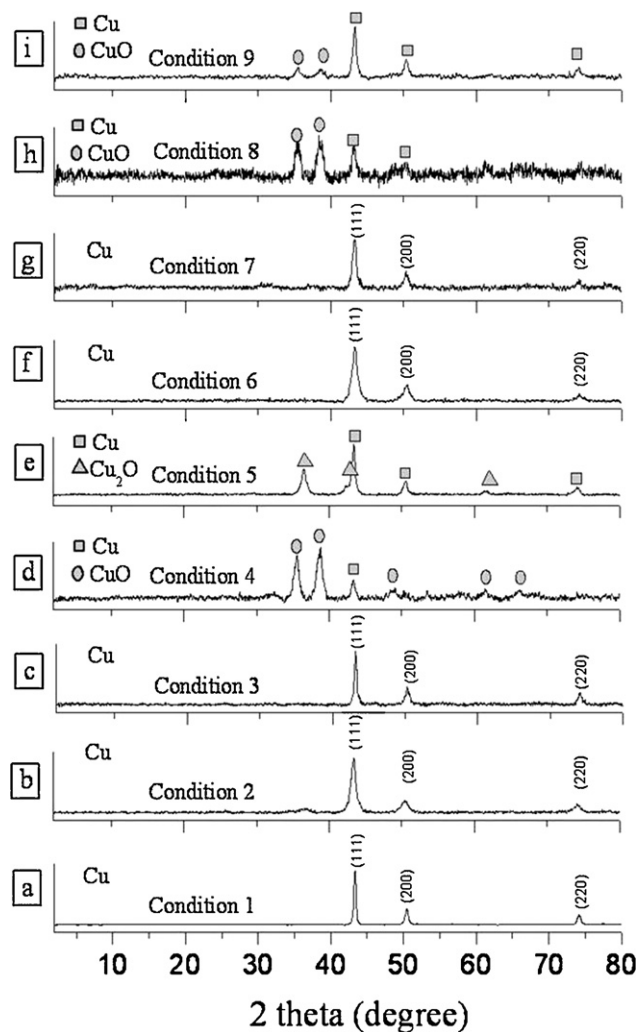 i
Cu
CuO
Condition 9
h
Cu
CuO
Condition 8
g
Cu
Condition 7
(111)
(200)
(220)
f
Cu
Condition 6
(111)
(200)
(220)
e
Cu
Cu₂O
Condition 5
d
Cu
CuO
Condition 4
c
Cu
Condition 3
(111)
(200)
(220)
b
Cu
Condition 2
(111)
(200)
(220)
a
Cu
Condition 1
(111)
(200)
(220)
10 20 30 40 50 60 70 80
2 theta (degree)